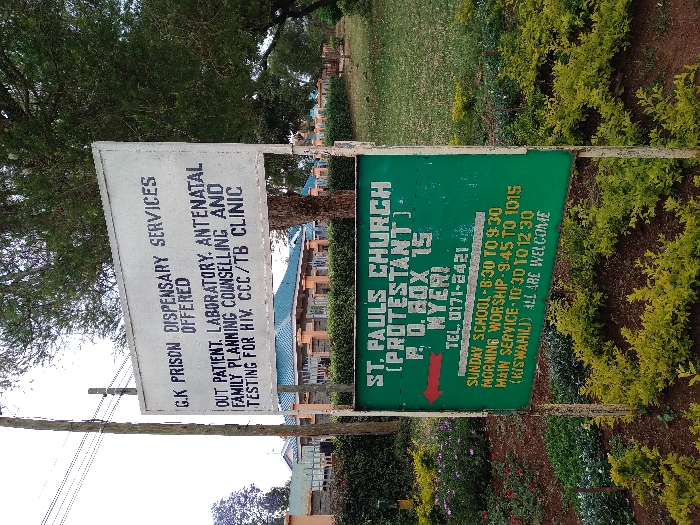 G.K PRISON DISPENSARY SERVICES
OFFERED
OUT PATIENT, LABORATORY, ANTENATAL
FAMILY PLANNING COUNSELLING AND
TESTING FOR HIV, CCC/TB CLINIC
ST. PAULS CHURCH
(PROTESTANT)
P.O. BOX 15
NYERI
TEL. 0171-2421
SUNDAY SCHOOL-8:30 TO 9:30
MORNING WORSHIP-9:45 TO 10:15
MAIN SERVICE-10:30 TO 12:30
(KISWAHILI)
ALL ARE WELCOME